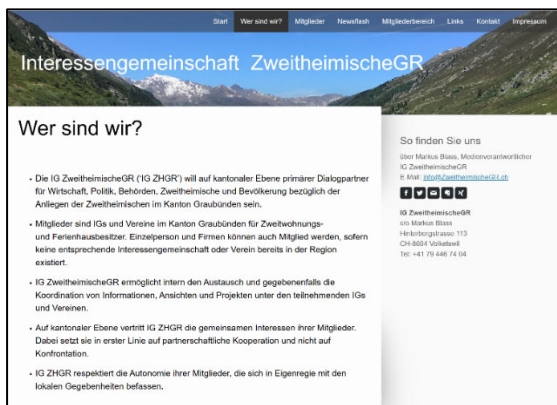 Start Wer sind wir? Mitglieder Newsflash Mitgliederbereich Links Kontakt Impressum
Interessengemeinschaft ZweitheimischeGR
Wer sind wir?
• Die IG ZweitheimischeGR ('IG ZHGR') will auf kantonaler Ebene primärer Dialogpartner
für Wirtschaft, Politik, Behörden, Zweitheimische und Bevölkerung bezüglich der
Anliegen der Zweitheimischen im Kanton Graubünden sein.
• Mitglieder sind IGs und Vereine im Kanton Graubünden für Zweitwohnungs-
und Ferienhausbesitzer. Einzelperson und Firmen können auch Mitglied werden, sofern
keine entsprechende Interessengemeinschaft oder Verein bereits in der Region
existiert.
• IG ZweitheimischeGR ermöglicht intern den Austausch und gegebenenfalls die
Koordination von Informationen, Ansichten und Projekten unter den teilnehmenden IGs
und Vereinen.
• Auf kantonaler Ebene vertritt IG ZHGR die gemeinsamen Interessen ihrer Mitglieder.
Dabei setzt sie in erster Linie auf partnerschaftliche Kooperation und nicht auf
Konfrontation.
• IG ZHGR respektiert die Autonomie ihrer Mitglieder, die sich in Eigenregie mit den
lokalen Gegebenheiten befassen.
So finden Sie uns
über Markus Blass, Medienverantwortlicher
IG ZweitheimischeGR
E Mail: info@ZweitheimischeGR.ch
IG ZweitheimischeGR
c/o Markus Blass
Hinterbergstrasse 113
CH-8604 Volketswil
Tel: +41 79 446 74 04